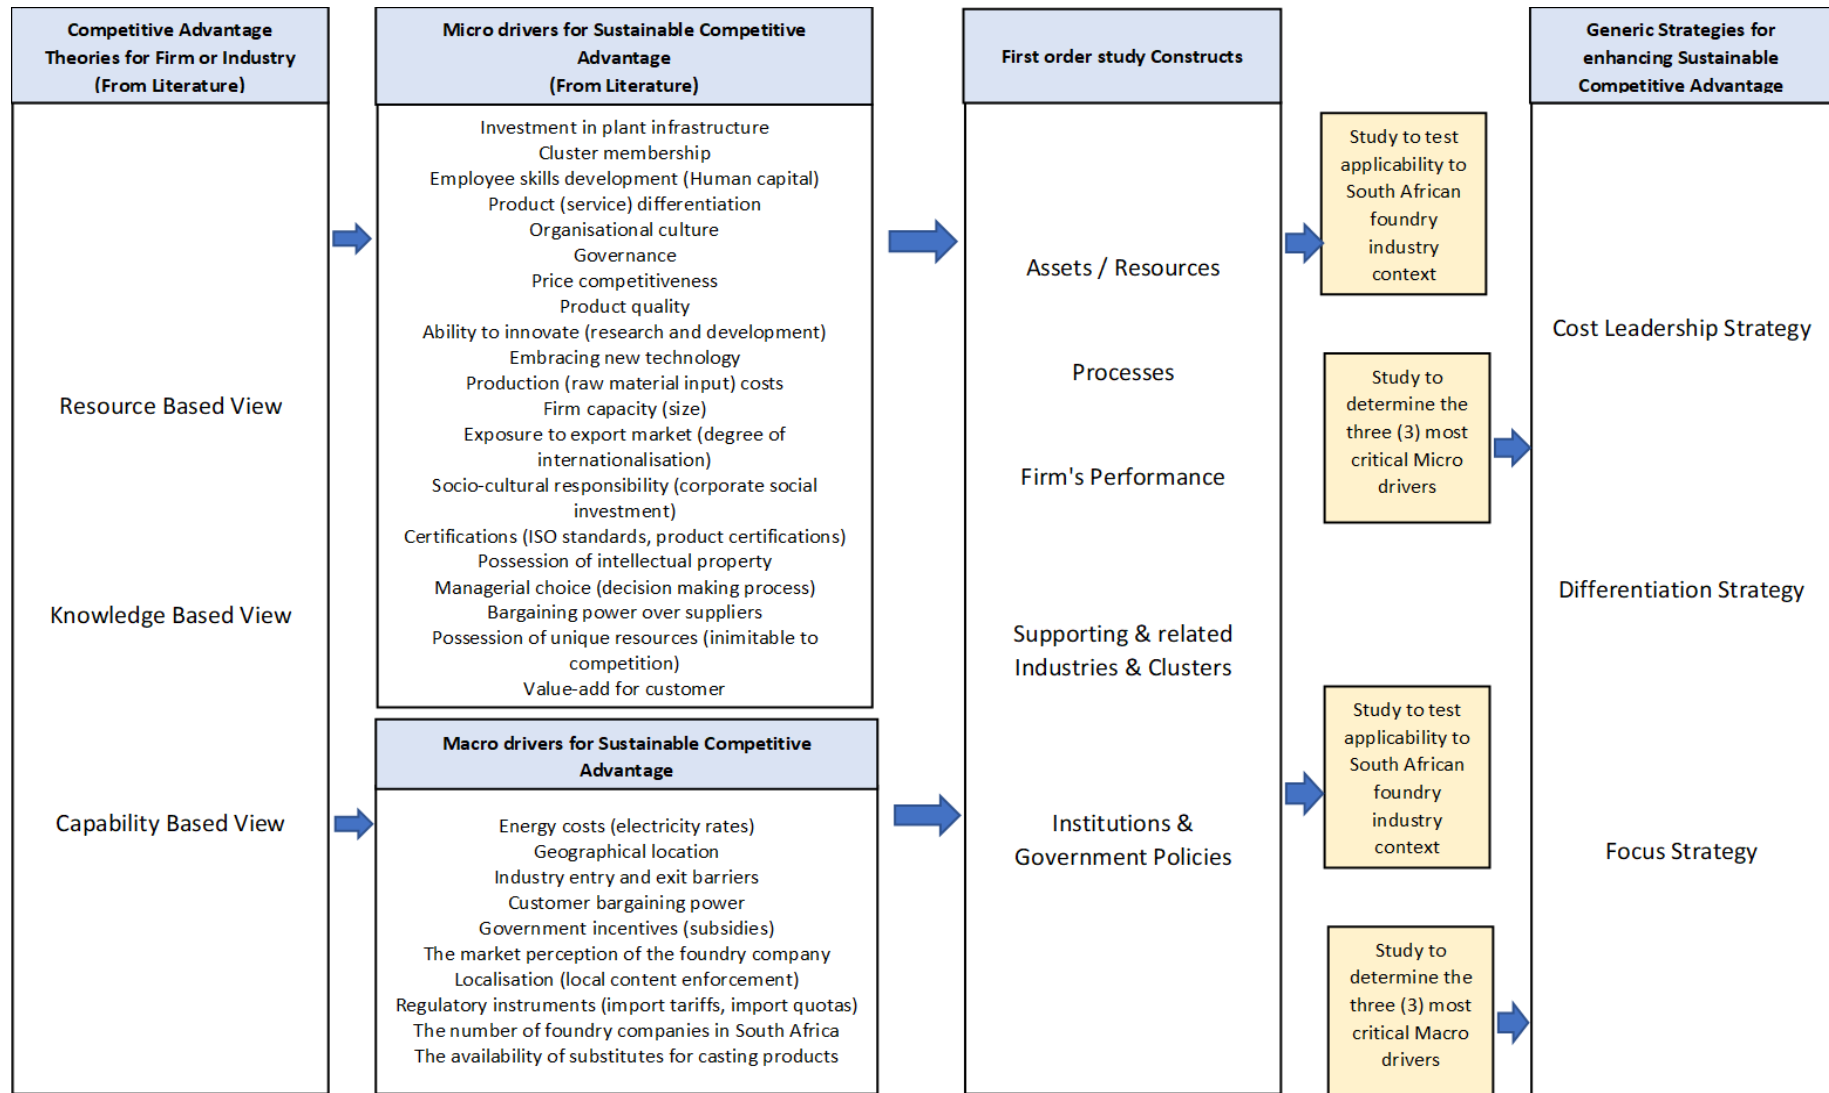 Competitive Advantage
Theories for Firm or Industry
(From Literature)
Resource Based View
Knowledge Based View
Capability Based View
Micro drivers for Sustainable Competitive
Advantage
(From Literature)
Investment in plant infrastructure
Cluster membership
Employee skills development (Human capital)
Product (service) differentiation
Organisational culture
Governance
Price competitiveness
Product quality
Ability to innovate (research and development)
Embracing new technology
Production (raw material input) costs
Firm capacity (size)
Exposure to export market (degree of
internationalisation)
Socio-cultural responsibility (corporate social
investment)
Certifications (ISO standards, product certifications)
Possession of intellectual property
Managerial choice (decision making process)
Bargaining power over suppliers
Possession of unique resources (inimitable to
competition)
Value-add for customer
Macro drivers for Sustainable Competitive
Advantage
Energy costs (electricity rates)
Geographical location
Industry entry and exit barriers
Customer bargaining power
Government incentives (subsidies)
The market perception of the foundry company
Localisation (local content enforcement)
Regulatory instruments (import tariffs, import quotas)
The number of foundry companies in South Africa
The availability of substitutes for casting products
First order study Constructs
Assets / Resources
Processes
Firm's Performance
Supporting & related
Industries & Clusters
Institutions &
Government Policies
Study to test
applicability to
South African
foundry
industry
context
Study to
determine the
three (3) most
critical Micro
drivers
Study to test
applicability to
South African
foundry
industry
context
Study to
determine the
three (3) most
critical Macro
drivers
Generic Strategies for
enhancing Sustainable
Competitive Advantage
Cost Leadership Strategy
Differentiation Strategy
Focus Strategy